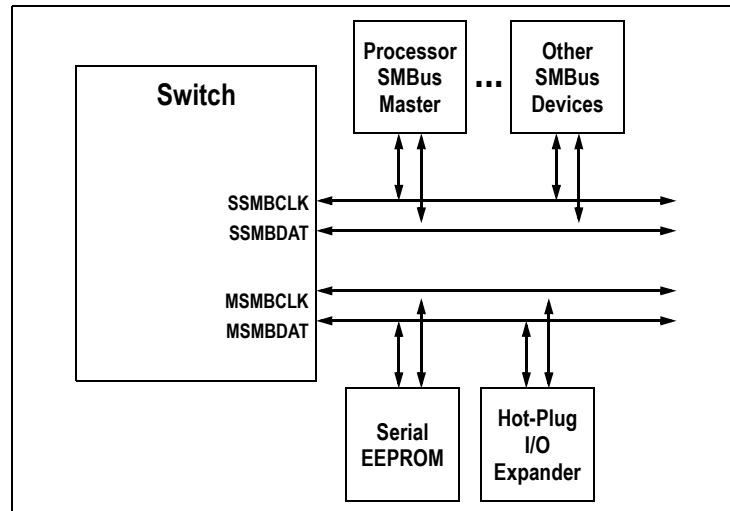 Switch
Processor
SMBus
Master
...
Other
SMBus
Devices
SSMBCLK
SSMBDAT
MSMBCLK
MSMBDAT
Serial
EEPROM
Hot-Plug
I/O
Expander